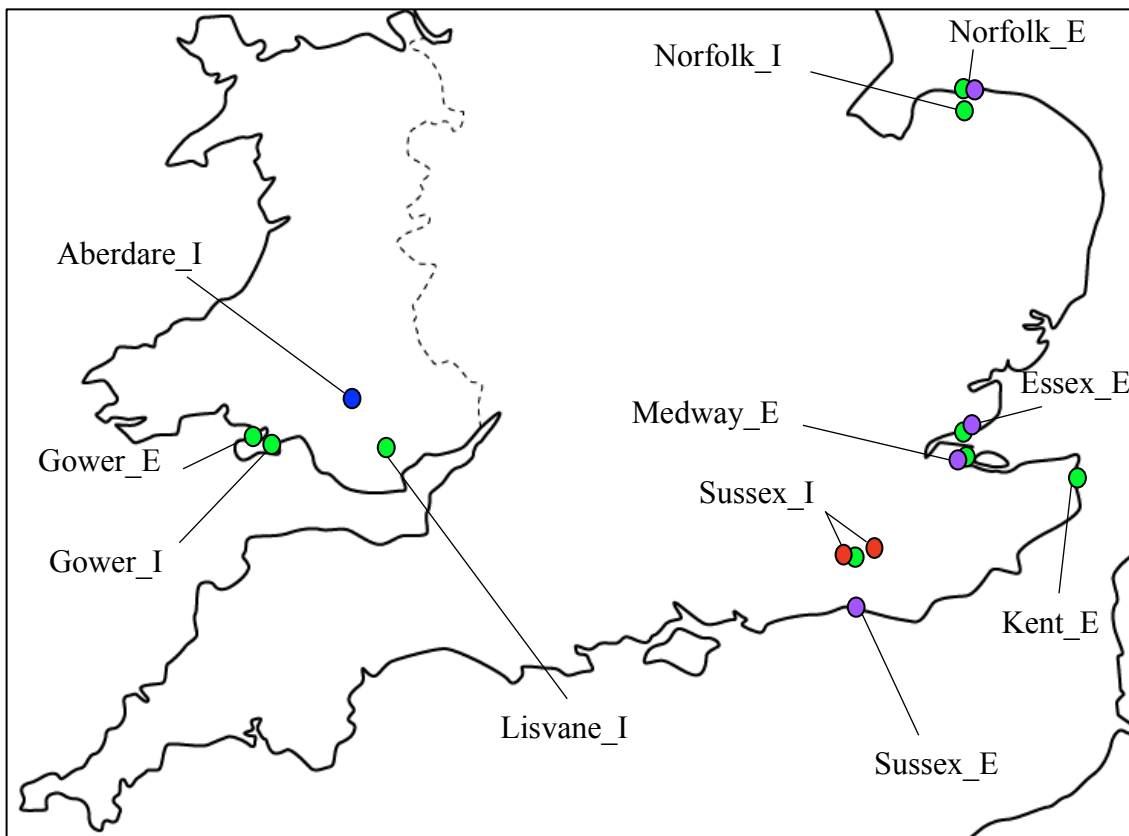 Norfolk_E
Norfolk_I
Aberdare_I
Essex_E
Medway_E
Gower_E
Sussex_I
Gower_I
Kent_E
Lisvane_I
Sussex_E